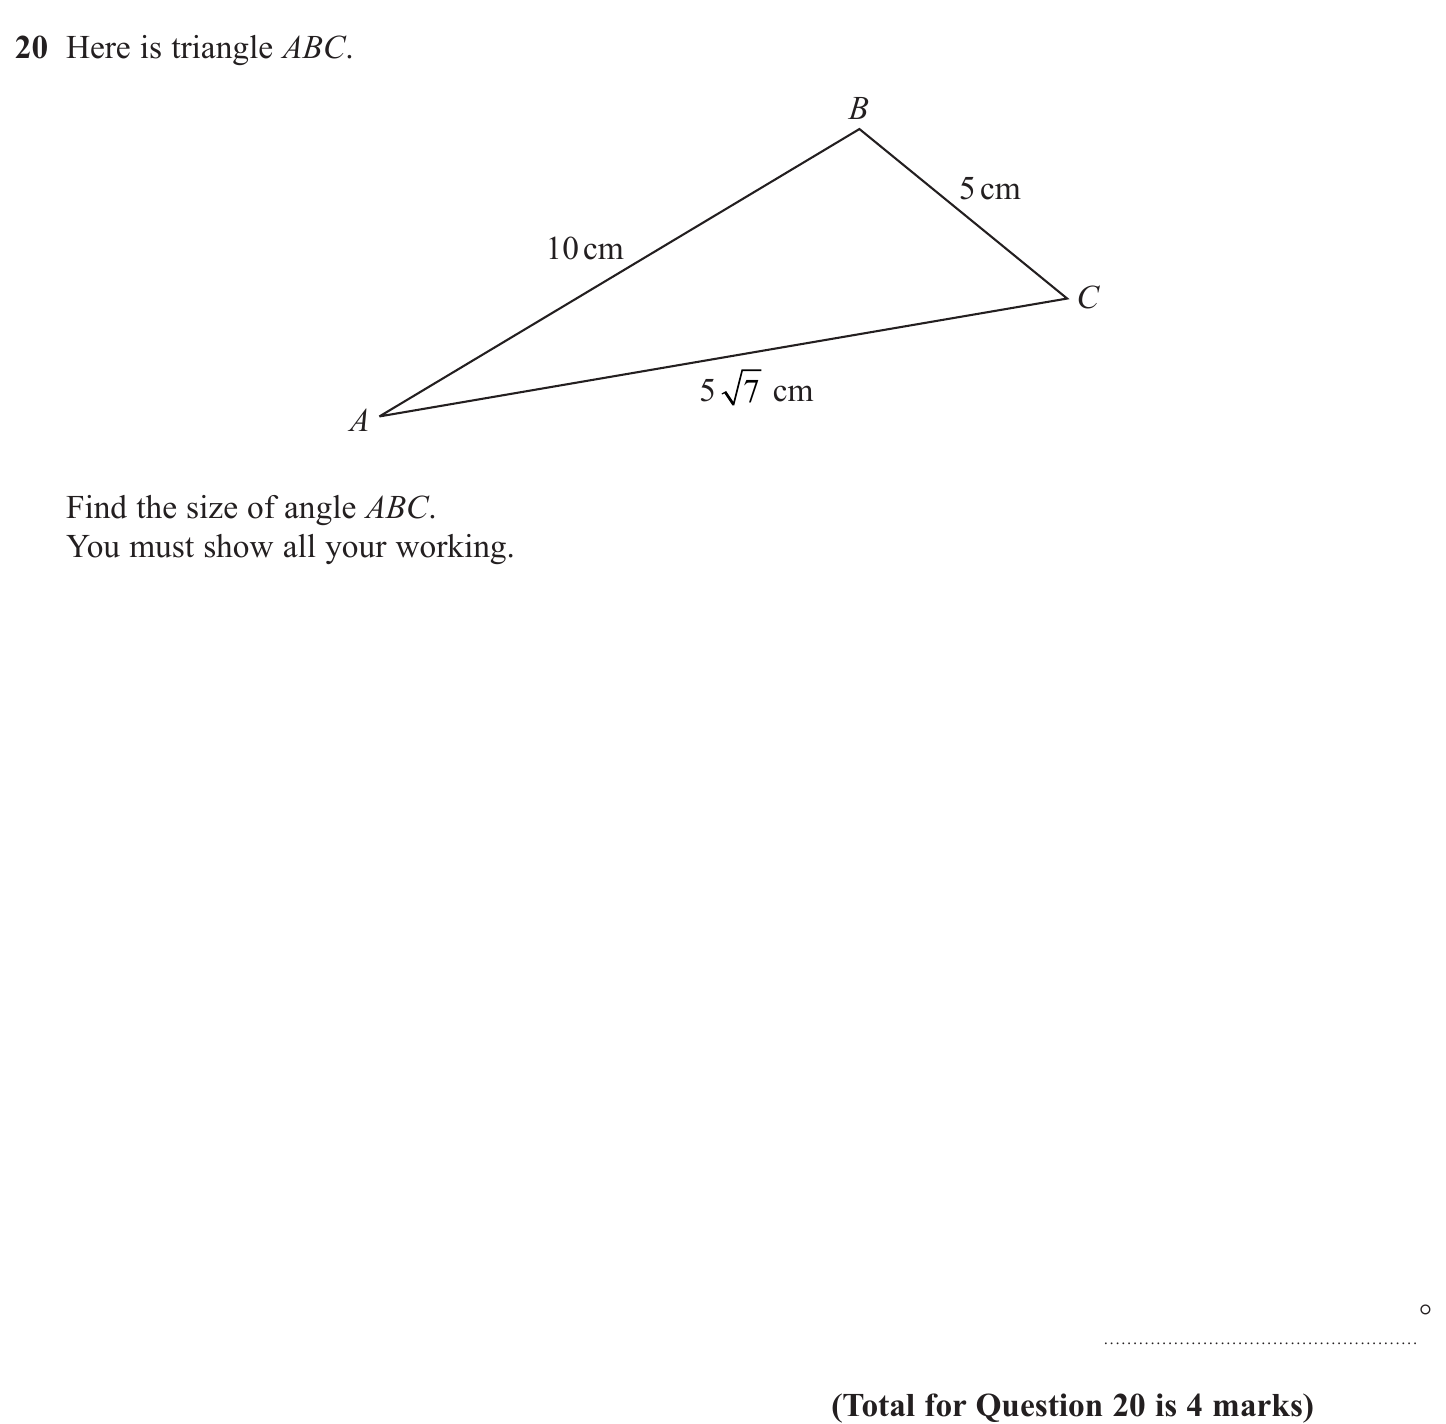 20 Here is triangle ABC.
B
5 cm
10 cm
C
5√7 cm
A
Find the size of angle ABC.
You must show all your working.
°
(Total for Question 20 is 4 marks)